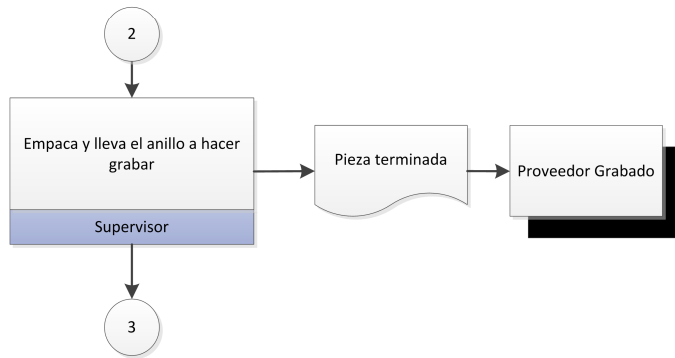 2
Empaca y lleva el anillo a hacer
grabar
Pieza terminada
Proveedor Grabado
Supervisor
3